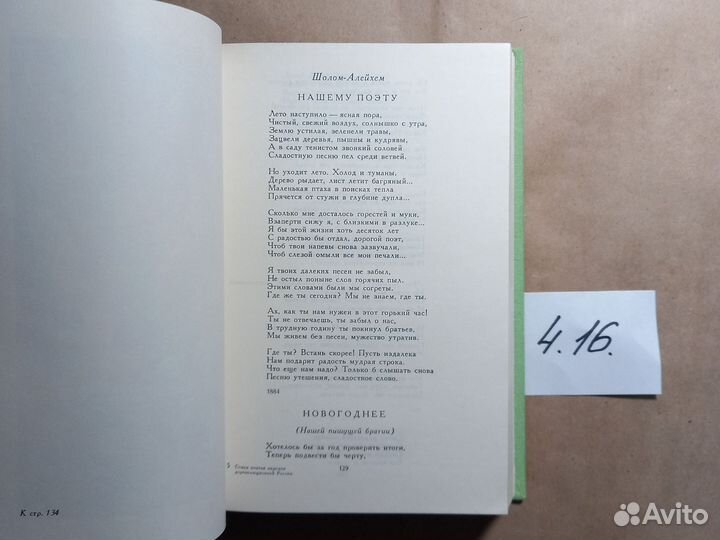 Шолом-Алейхем
НАШЕМУ ПОЭТУ
Лето наступило — ясная пора,
Чистый, свежий воздух, солнышко с утра,
Землю устилая, зеленели травы,
Зацвели деревья, пышны и кудрявы,
А в саду тенистом звонкий соловей
Сладостную песню пел среди ветвей.
Но уходит лето. Холод и туманы,
Дерево рыдает, лист летит багряный...
Маленькая птаха в поисках тепла
Прячется от стужи в глубине дупла...
Сколько мне досталось горестей и муки,
Взаперти сижу я, с близкими в разлуке...
Я бы этой жизни хоть десяток лет
С радостью бы отдал, дорогой поэт,
Чтоб твои напевы снова зазвучали,
Чтоб слезой омыли все мои печали...
Я твоих далеких песен не забыл,
Не остыл поныне слов горячих пыл.
Этими словами были мы согреты.
Где же ты сегодня? Мы не знаем, где ты.
Ах, как ты нам нужен в этот горький час!
Ты не отвечаешь, ты забыл о нас,
В трудную годину ты покинул братьев,
Мы живем без песен, мужество утратив.
Где ты? Встань скорее! Пусть издалека
Нам подарит радость мудрая строка.
Что еще нам надо? Только б слышать снова
Песню утешения, сладостное слово.
1884
НОВОГОДНЕЕ
(Нашей пишущей братии)
Хотелось бы за год проверить итоги,
Теперь подвести бы черту,
5 Стихи поэтов народов
дореволюционной России
129
К стр. 134
4.16.
Avito